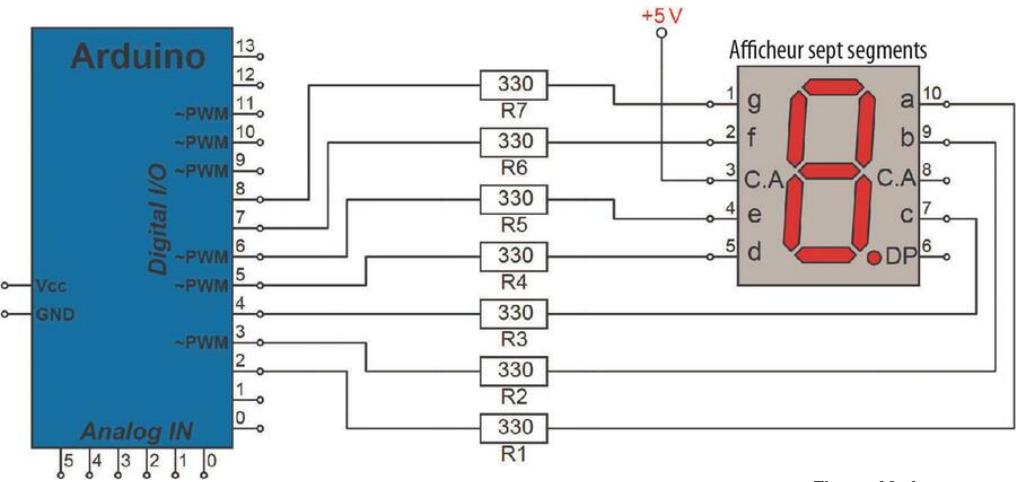 +5 V
Afficheur sept segments
Arduino
Digital I/O
13
12
~PWM 11
~PWM 10
~PWM 9
8
7
~PWM 6
~PWM 5
4
~PWM 3
2
1
0
Vcc
GND
Analog IN
5 4 3 2 1 0
330
R7
330
R6
330
R5
330
R4
330
R3
330
R2
330
R1
1 g
2 f
3 C.A
4 e
5 d
a 10
b 9
C.A 8
c 7
DP 6